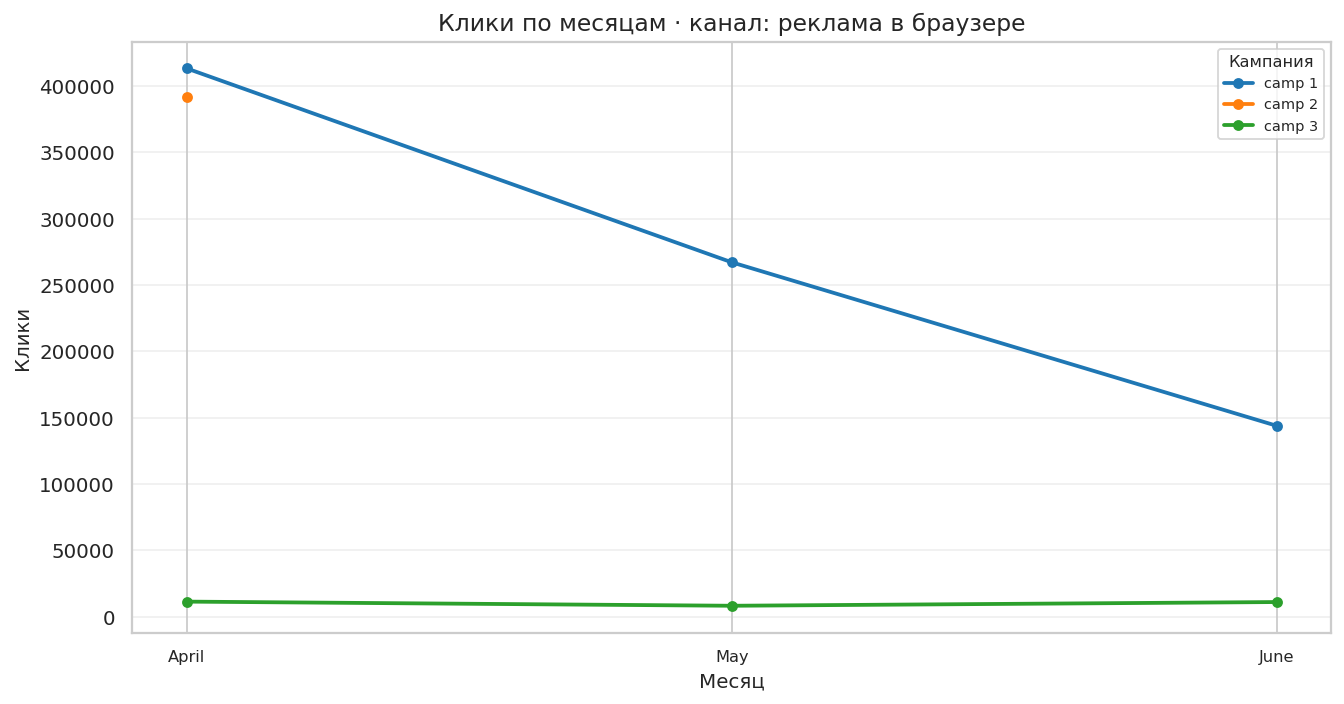 Клики по месяцам · канал: реклама в браузере
Кампания
camp 1
camp 2
camp 3
400000
350000
300000
250000
200000
150000
100000
50000
0
Клики
April
May
June
Месяц